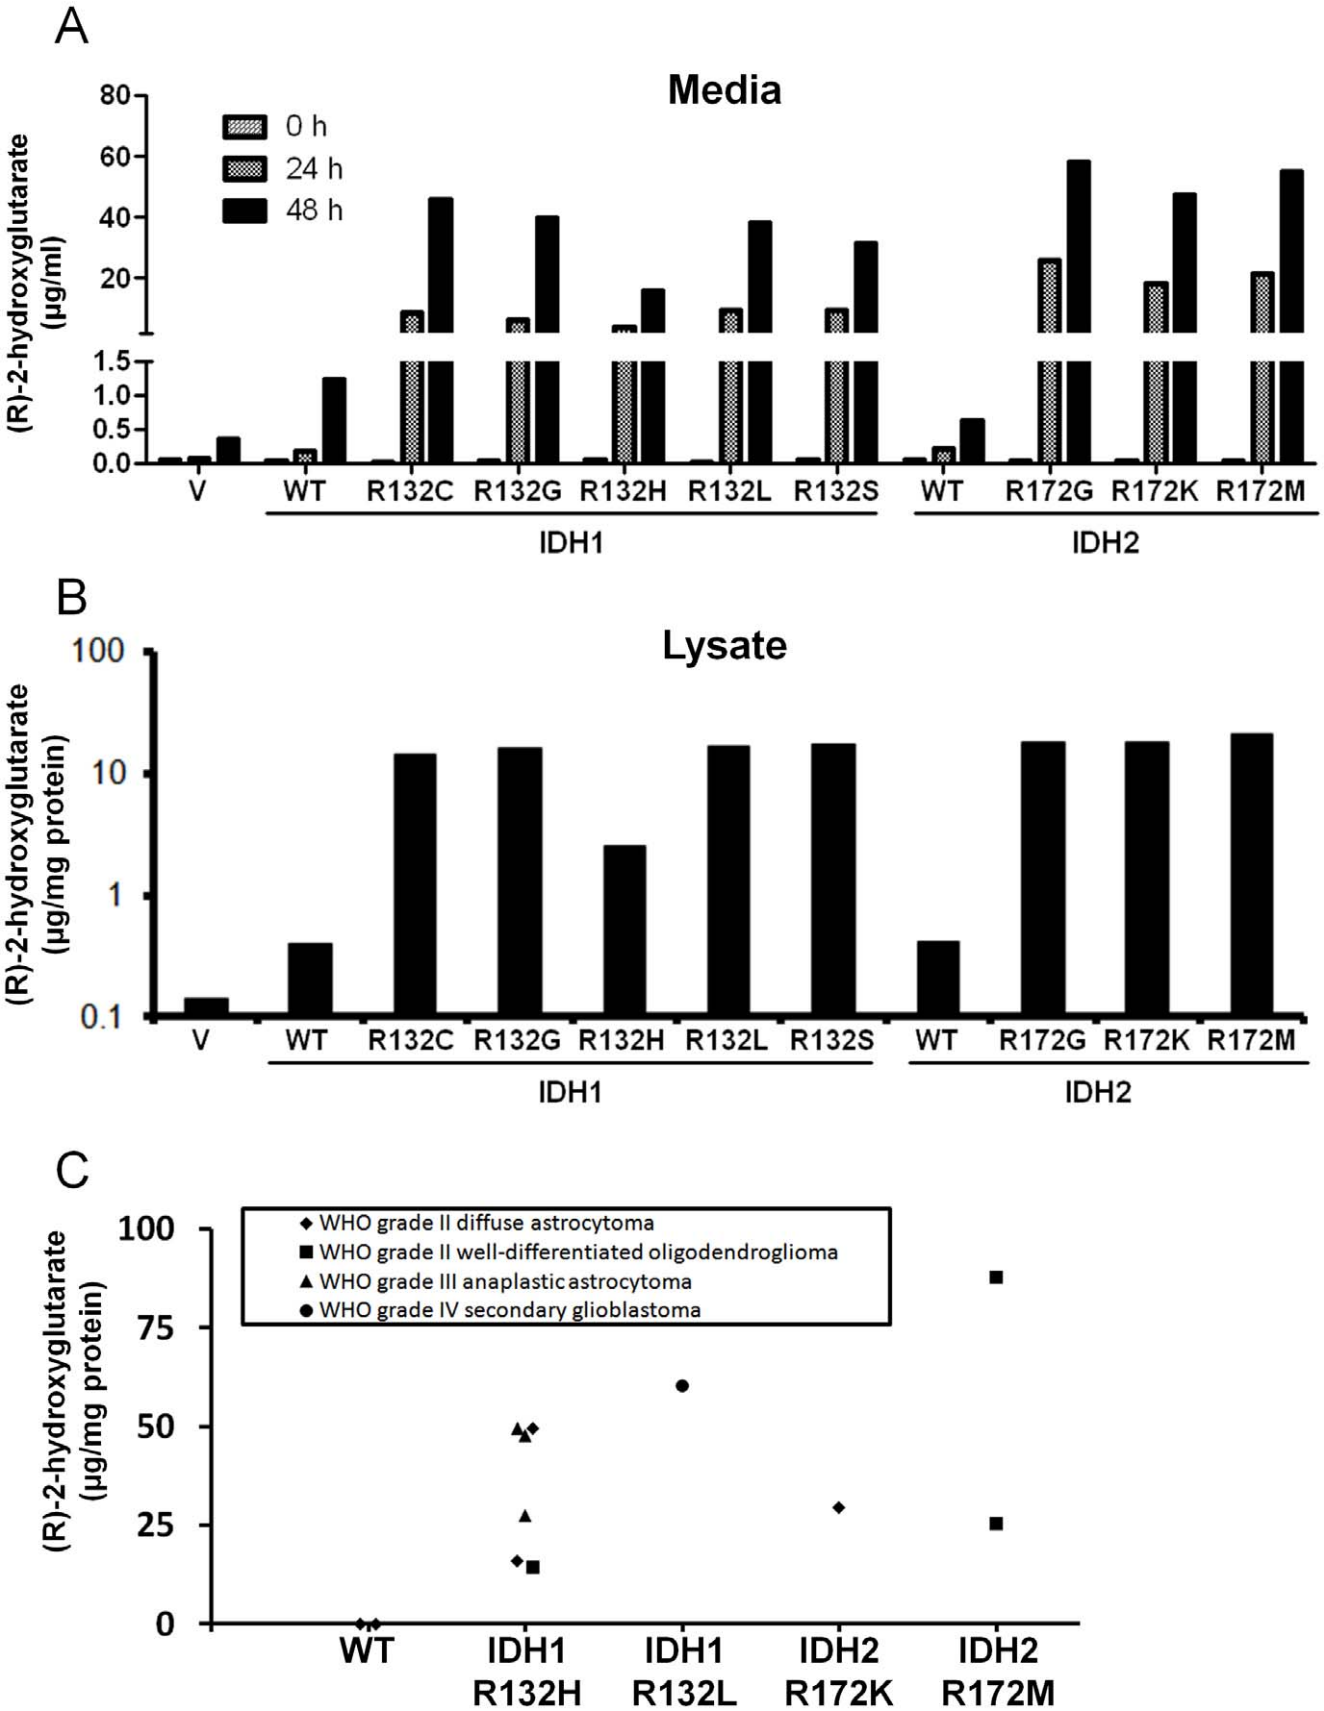 A
Media
(R)-2-hydroxyglutarate
(µg/ml)
80
60
40
20
1.5
1.0
0.5
0.0
0 h
24 h
48 h
V WT R132C R132G R132H R132L R132S WT R172G R172K R172M
IDH1 IDH2
B
Lysate
(R)-2-hydroxyglutarate
(µg/mg protein)
100
10
1
0.1
V WT R132C R132G R132H R132L R132S WT R172G R172K R172M
IDH1 IDH2
C
(R)-2-hydroxyglutarate
(µg/mg protein)
100
75
50
25
0
WHO grade II diffuse astrocytoma
WHO grade II well-differentiated oligodendroglioma
WHO grade III anaplastic astrocytoma
WHO grade IV secondary glioblastoma
WT IDH1 IDH1 IDH2 IDH2
R132H R132L R172K R172M